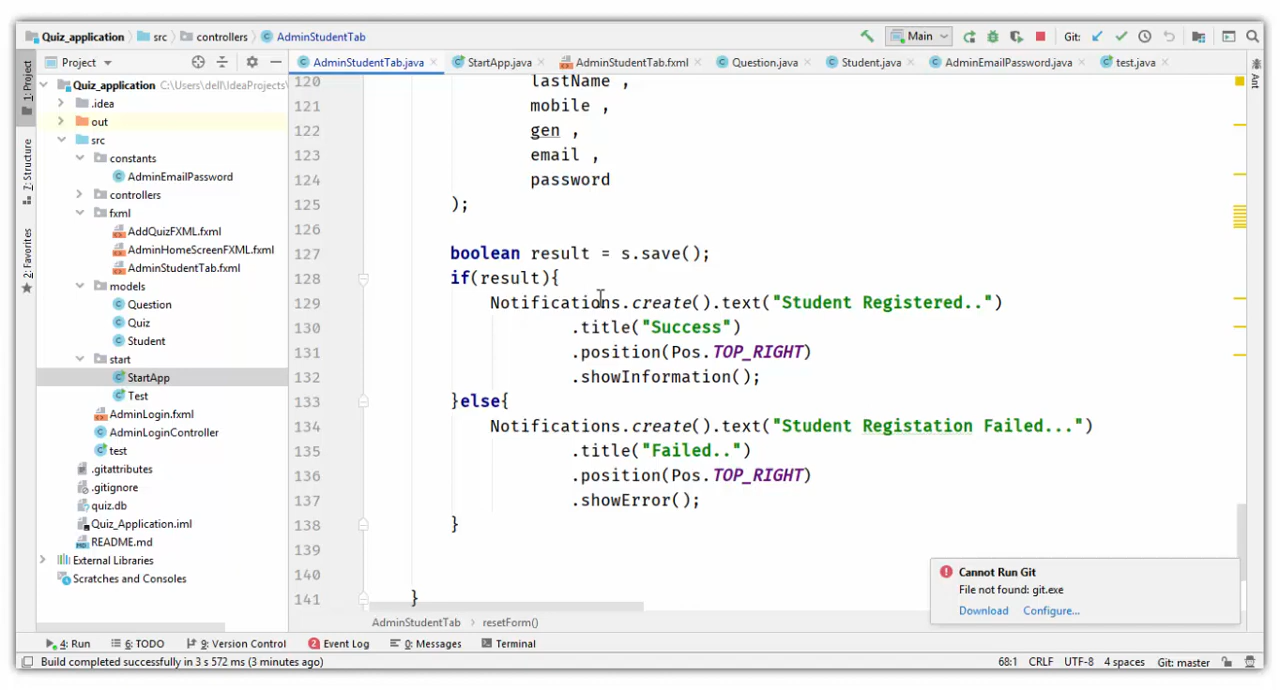 Quiz_application src controllers AdminStudentTab Main Git:
Project AdminStudentTab.java StartApp.java AdminStudentTab.fxml Question.java Student.java AdminEmailPassword.java test.java
1: Project
7: Structure
2: Favorites
Ant
Quiz_application C:\Users\dell\IdeaProjects\
.idea
out
src
constants
AdminEmailPassword
controllers
fxml
AddQuizFXML.fxml
AdminHomeScreenFXML.fxml
AdminStudentTab.fxml
models
Question
Quiz
Student
start
StartApp
Test
AdminLogin.fxml
AdminLoginController
test
.gitattributes
.gitignore
quiz.db
Quiz_Application.iml
README.md
External Libraries
Scratches and Consoles
120 lastName ,
121 mobile ,
122 gen ,
123 email ,
124 password
125 );
126
127 boolean result = s.save();
128 if(result){
129 Notifications.create().text("Student Registered..")
130 .title("Success")
131 .position(Pos.TOP_RIGHT)
132 .showInformation();
133 }else{
134 Notifications.create().text("Student Registation Failed...")
135 .title("Failed..")
136 .position(Pos.TOP_RIGHT)
137 .showError();
138 }
139
140
141 }
Cannot Run Git
File not found: git.exe
Download Configure...
AdminStudentTab › resetForm()
4: Run 6: TODO 9: Version Control 2 Event Log 0: Messages Terminal
Build completed successfully in 3 s 572 ms (3 minutes ago) 68:1 CRLF UTF-8 4 spaces Git: master